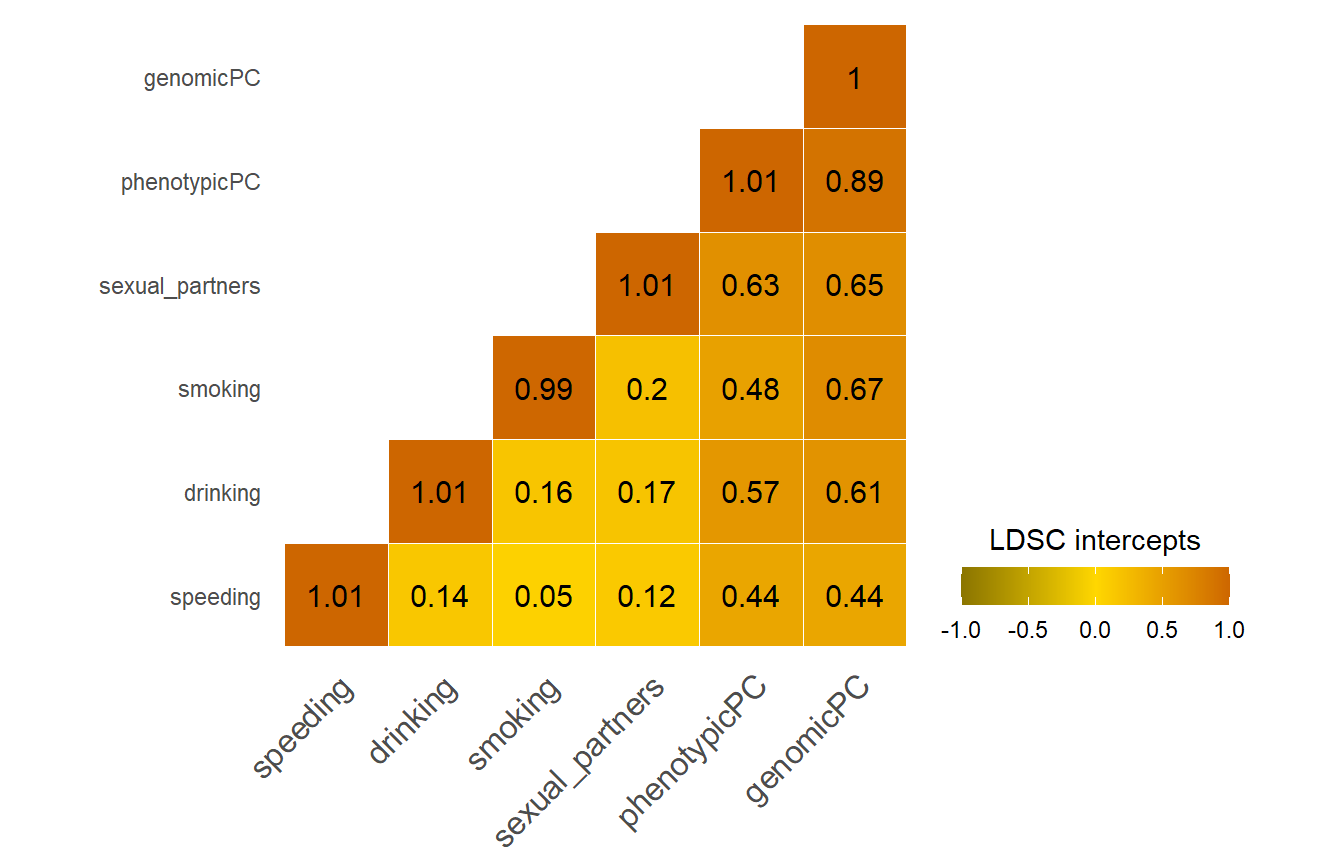 genomicPC 1
phenotypicPC 1.01 0.89
sexual_partners 1.01 0.63 0.65
smoking 0.99 0.2 0.48 0.67
drinking 1.01 0.16 0.17 0.57 0.61
speeding 1.01 0.14 0.05 0.12 0.44 0.44
speeding drinking smoking sexual_partners phenotypicPC genomicPC
LDSC intercepts
-1.0 -0.5 0.0 0.5 1.0